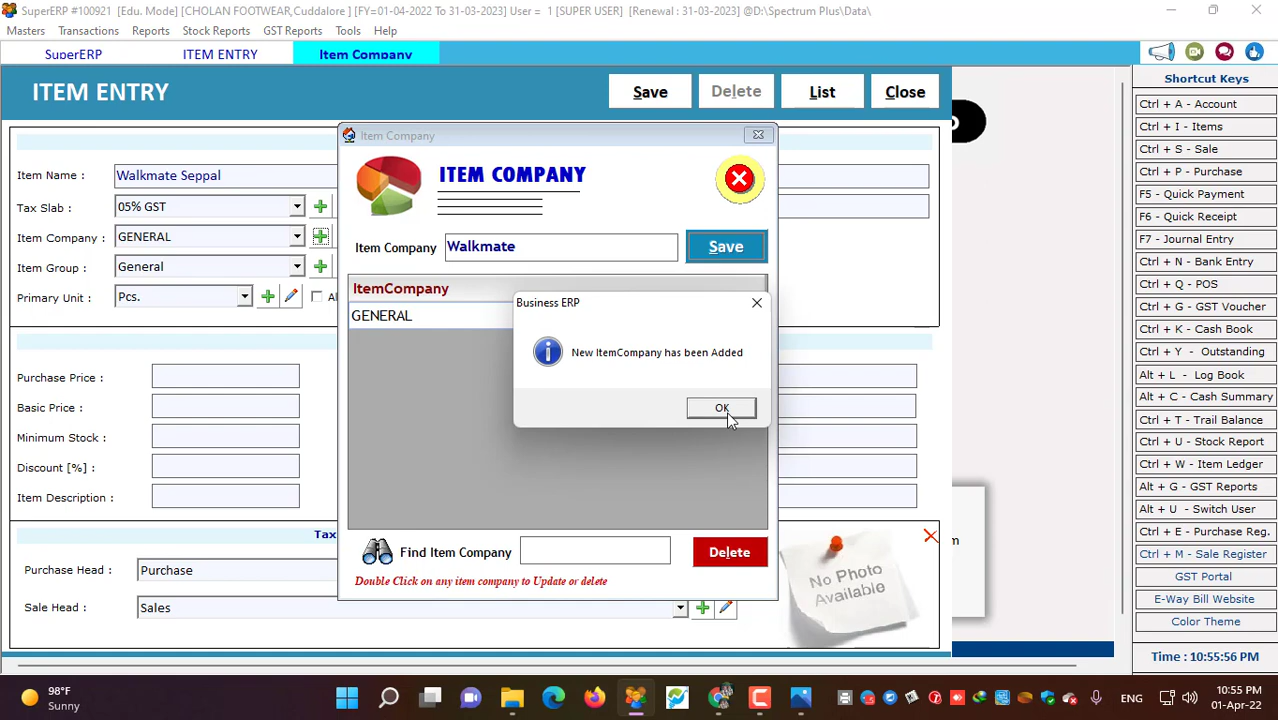 SuperERP #100921 [Edu. Mode] [CHOLAN FOOTWEAR,Cuddalore ] [FY=01-04-2022 To 31-03-2023] User = 1 [SUPER USER] [Renewal : 31-03-2023] @D:\Spectrum Plus\Data\
Masters Transactions Reports Stock Reports GST Reports Tools Help
SuperERP ITEM ENTRY Item Company
ITEM ENTRY Save Delete List Close
Item Name : Walkmate Seppal
Tax Slab : 05% GST
Item Company : GENERAL
Item Group : General
Primary Unit : Pcs.
Purchase Price :
Basic Price :
Minimum Stock :
Discount [%] :
Item Description :
Tax
Purchase Head : Purchase
Sale Head : Sales
Item Company
ITEM COMPANY
Item Company Walkmate Save
ItemCompany
GENERAL
Business ERP
New ItemCompany has been Added
OK
Find Item Company Delete
Double Click on any item company to Update or delete
No Photo
Available
Shortcut Keys
Ctrl + A - Account
Ctrl + I - Items
Ctrl + S - Sale
Ctrl + P - Purchase
F5 - Quick Payment
F6 - Quick Receipt
F7 - Journal Entry
Ctrl + N - Bank Entry
Ctrl + Q - POS
Ctrl + G - GST Voucher
Ctrl + K - Cash Book
Ctrl + Y - Outstanding
Alt + L - Log Book
Alt + C - Cash Summary
Ctrl + T - Trail Balance
Ctrl + U - Stock Report
Ctrl + W - Item Ledger
Alt + G - GST Reports
Alt + U - Switch User
Ctrl + E - Purchase Reg.
Ctrl + M - Sale Register
GST Portal
E-Way Bill Website
Color Theme
Time : 10:55:56 PM
98°F
Sunny
ENG
10:55 PM
01-Apr-22